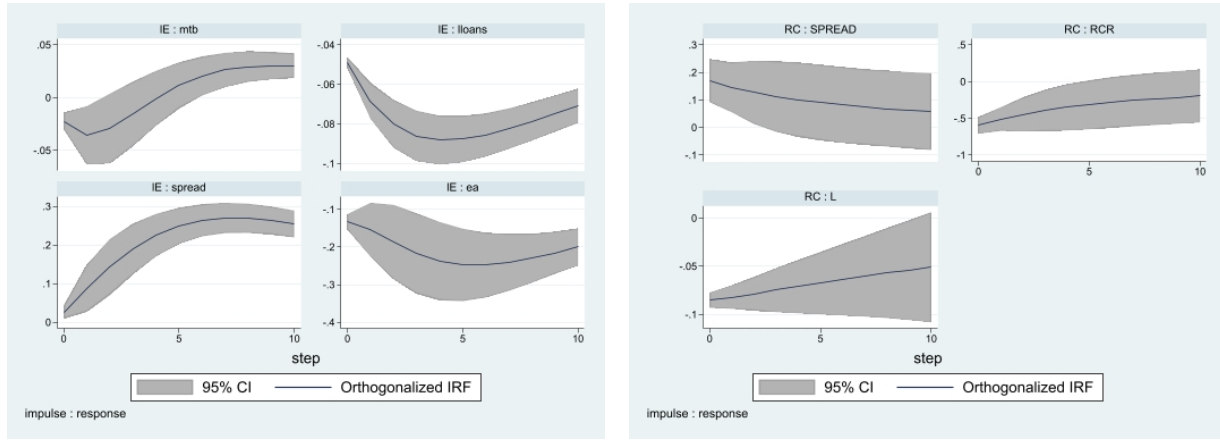 IE : mtb
IE : lloans
.05
0
-.05
-.04
-.06
-.08
-.1
IE : spread
IE : ea
.3
.2
.1
0
-.1
-.2
-.3
-.4
0
5
10
0
5
10
step
95% CI
Orthogonalized IRF
impulse : response
RC : SPREAD
RC : RCR
.3
.2
.1
0
-.1
.5
0
-.5
-1
0
5
10
RC : L
0
-.05
-.1
0
5
10
step
95% CI
Orthogonalized IRF
impulse : response